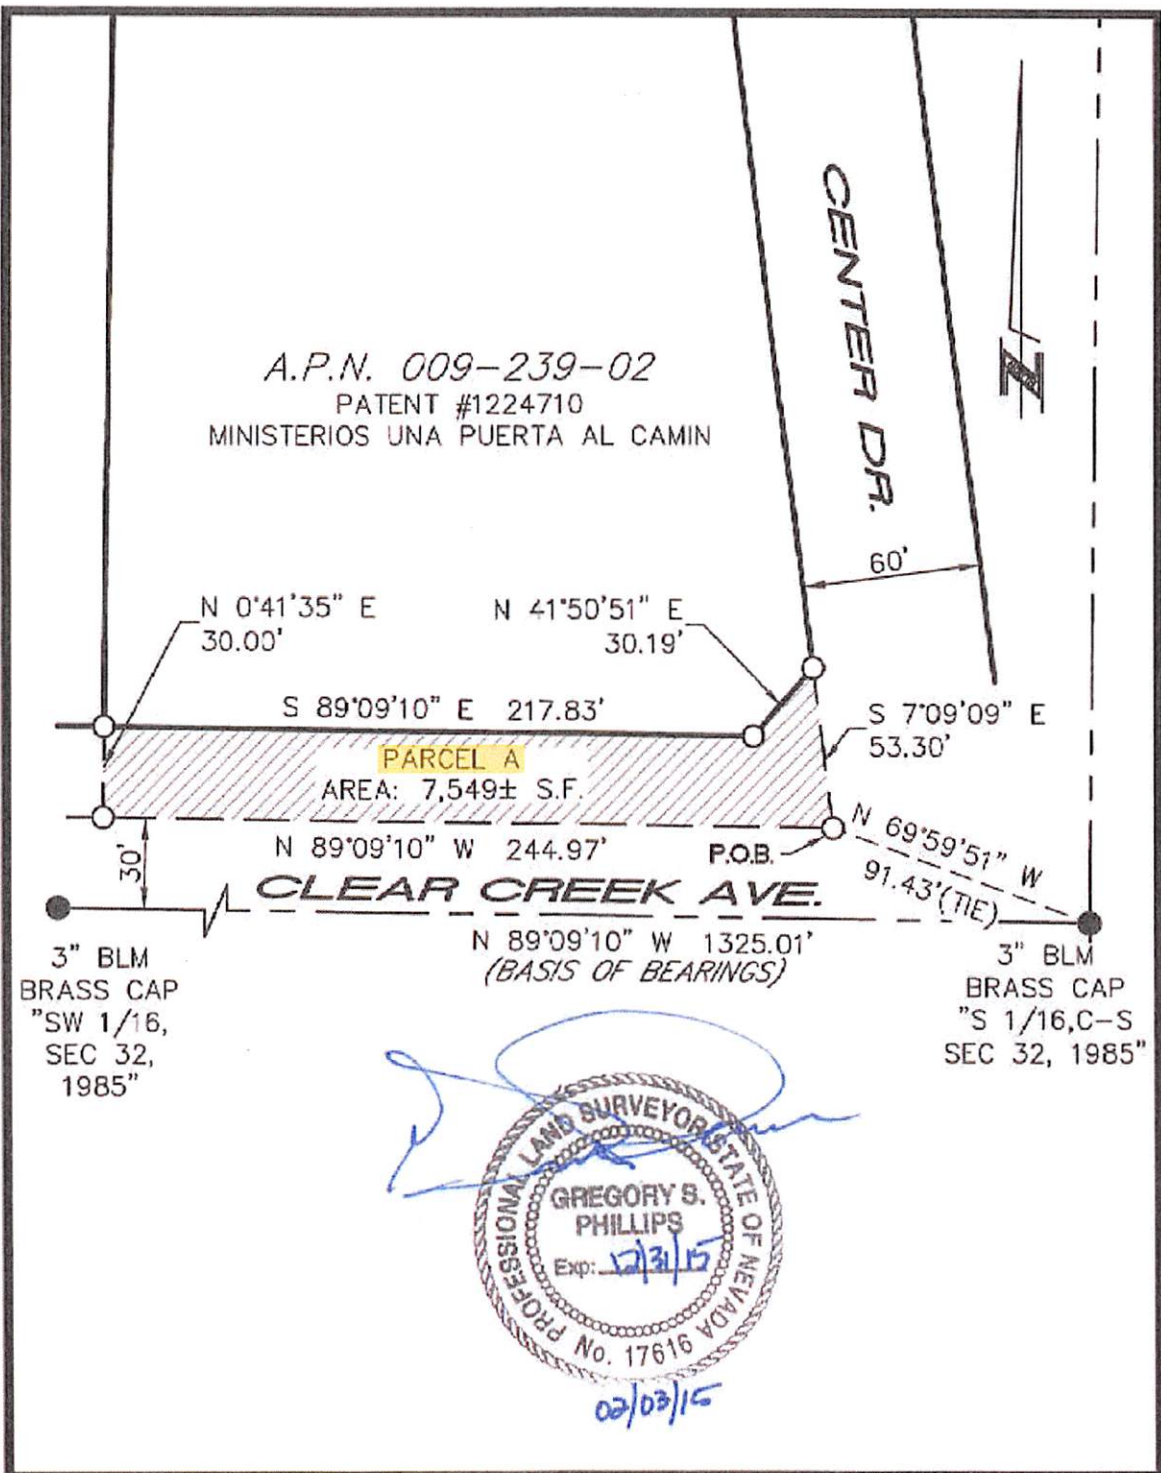 CENTER DR.
N
A.P.N. 009-239-02
PATENT #1224710
MINISTERIOS UNA PUERTA AL CAMIN
60'
N 0°41'35" E
30.00'
N 41°50'51" E
30.19'
S 89°09'10" E 217.83'
S 7°09'09" E
53.30'
PARCEL A
AREA: 7,549± S.F.
N 89°09'10" W 244.97'
P.O.B.
N 69°59'51" W
91.43'(TIE)
30'
CLEAR CREEK AVE.
N 89°09'10" W 1325.01'
(BASIS OF BEARINGS)
3" BLM
BRASS CAP
"SW 1/16,
SEC 32,
1985"
3" BLM
BRASS CAP
"S 1/16,C-S
SEC 32, 1985"
PROFESSIONAL LAND SURVEYOR STATE OF NEVADA
GREGORY S.
PHILLIPS
Exp: 12/31/15
No. 17616
02/03/15